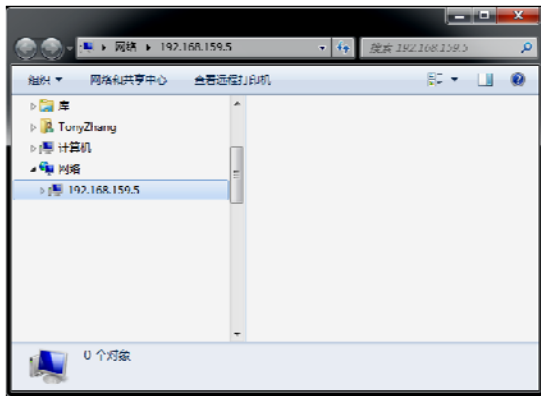 网络 ▸ 192.168.159.5
搜索 192.168.159.5
组织 网络和共享中心 查看远程打印机
库
TonyZhang
计算机
网络
192.168.159.5
0 个对象